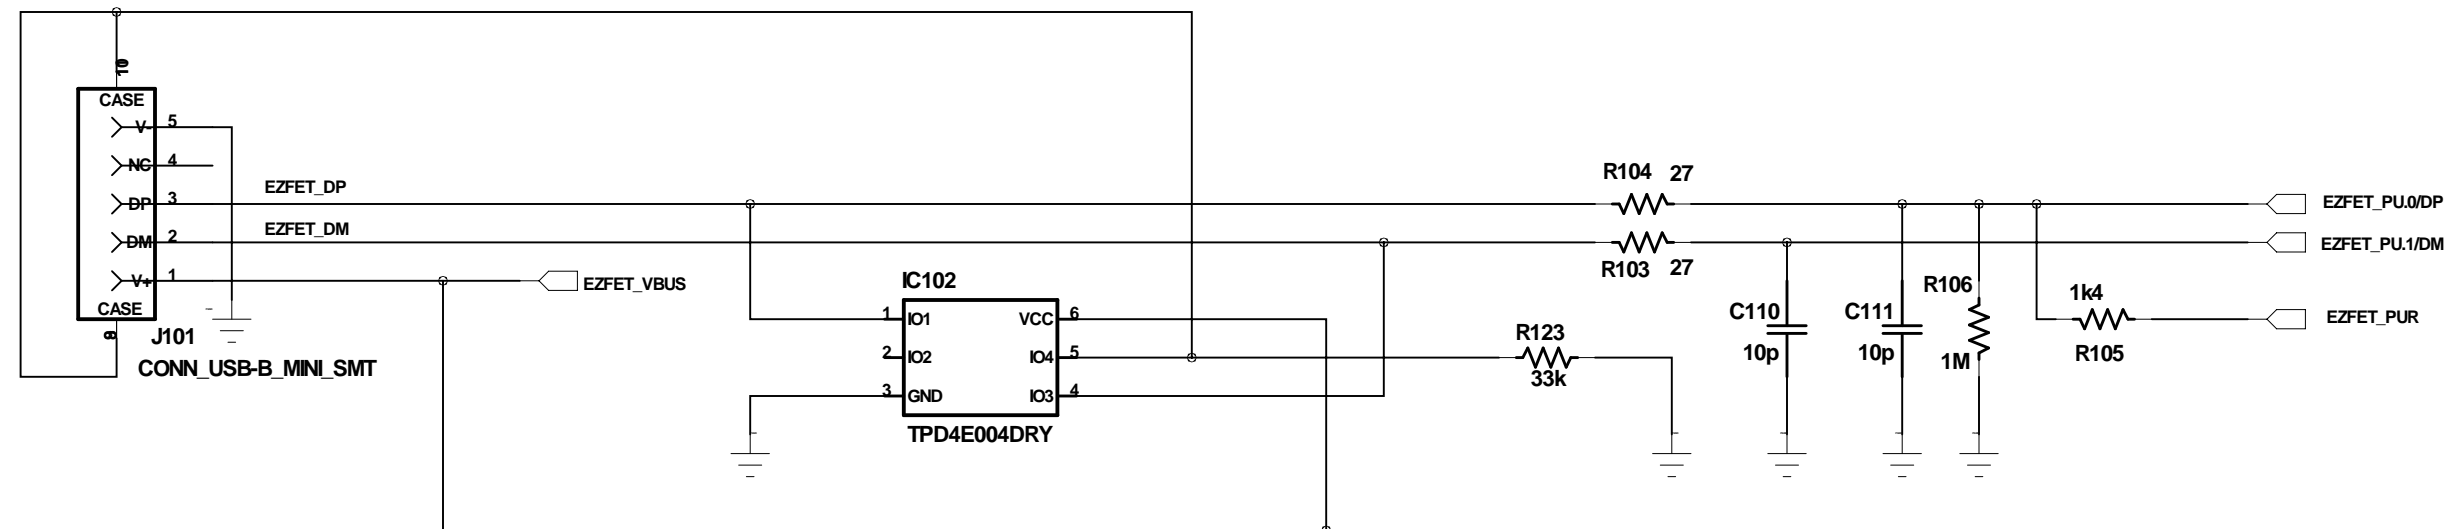 10
CASE
V- 5
NC 4
DP 3
EZFET_DP
DM 2
EZFET_DM
V+ 1
EZFET_VBUS
CASE
J101
CONN_USB-B_MINI_SMT
IC102
1 IO1
VCC 6
2 IO2
IO4 5
3 GND
IO3 4
TPD4E004DRY
R104 27
R103 27
R123
33k
C110
10p
C111
10p
R106
1M
1k4
R105
EZFET_PU.0/DP
EZFET_PU.1/DM
EZFET_PUR